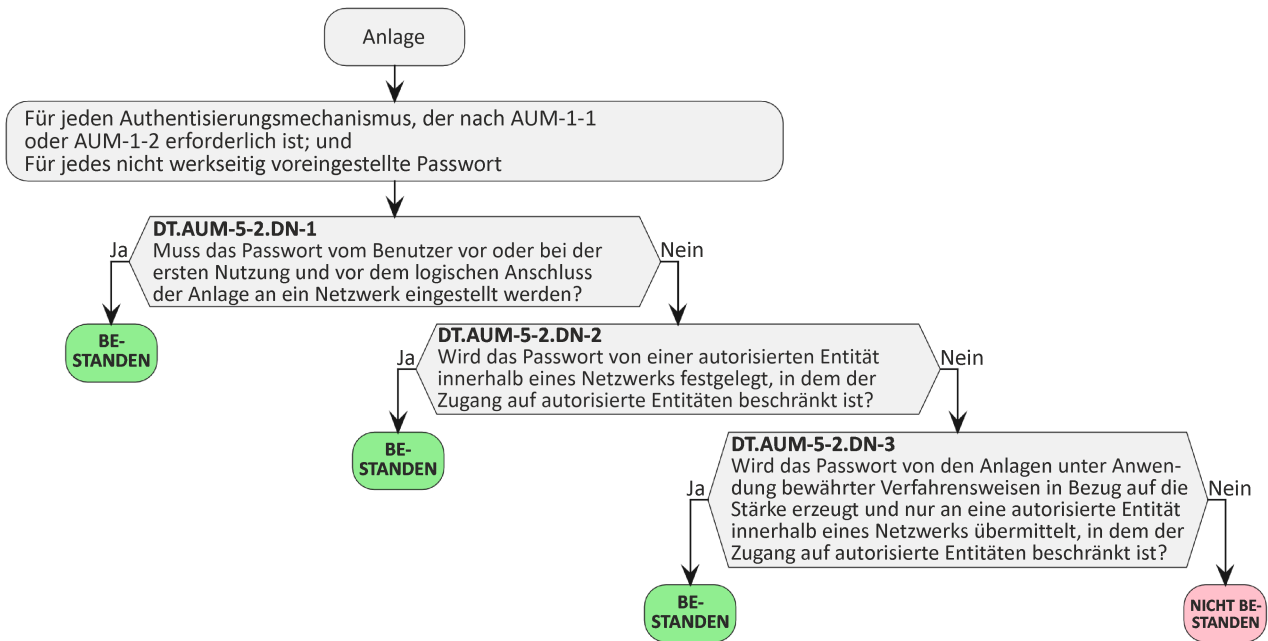 Anlage
Für jeden Authentisierungsmechanismus, der nach AUM-1-1
oder AUM-1-2 erforderlich ist; und
Für jedes nicht werkseitig voreingestellte Passwort
DT.AUM-5-2.DN-1
Ja
Muss das Passwort vom Benutzer vor oder bei der
Nein
ersten Nutzung und vor dem logischen Anschluss
der Anlage an ein Netzwerk eingestellt werden?
BE-
STANDEN
DT.AUM-5-2.DN-2
Ja
Wird das Passwort von einer autorisierten Entität
Nein
innerhalb eines Netzwerks festgelegt, in dem der
Zugang auf autorisierte Entitäten beschränkt ist?
BE-
STANDEN
DT.AUM-5-2.DN-3
Wird das Passwort von den Anlagen unter Anwen-
Ja
dung bewährter Verfahrensweisen in Bezug auf die
Nein
Stärke erzeugt und nur an eine autorisierte Entität
innerhalb eines Netzwerks übermittelt, in dem der
Zugang auf autorisierte Entitäten beschränkt ist?
BE-
STANDEN
NICHT BE-
STANDEN